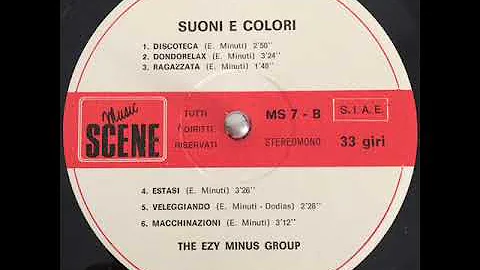 SUONI E COLORI
1. DISCOTECA (E. Minuti) 2'50"
2. DONDORELAX (E. Minuti) 3'24"
3. RAGAZZATA (E. Minuti) 1'48"
Music
SCENE
TUTTI
DIRITTI
RISERVATI
MS 7 - B
STEREOMONO
S.I.A.E.
33 giri
4. ESTASI (E. Minuti) 3'26"
5. VELEGGIANDO (E. Minuti - Dodias) 3'26"
6. MACCHINAZIONI (E. Minuti) 3'12"
THE EZY MINUS GROUP